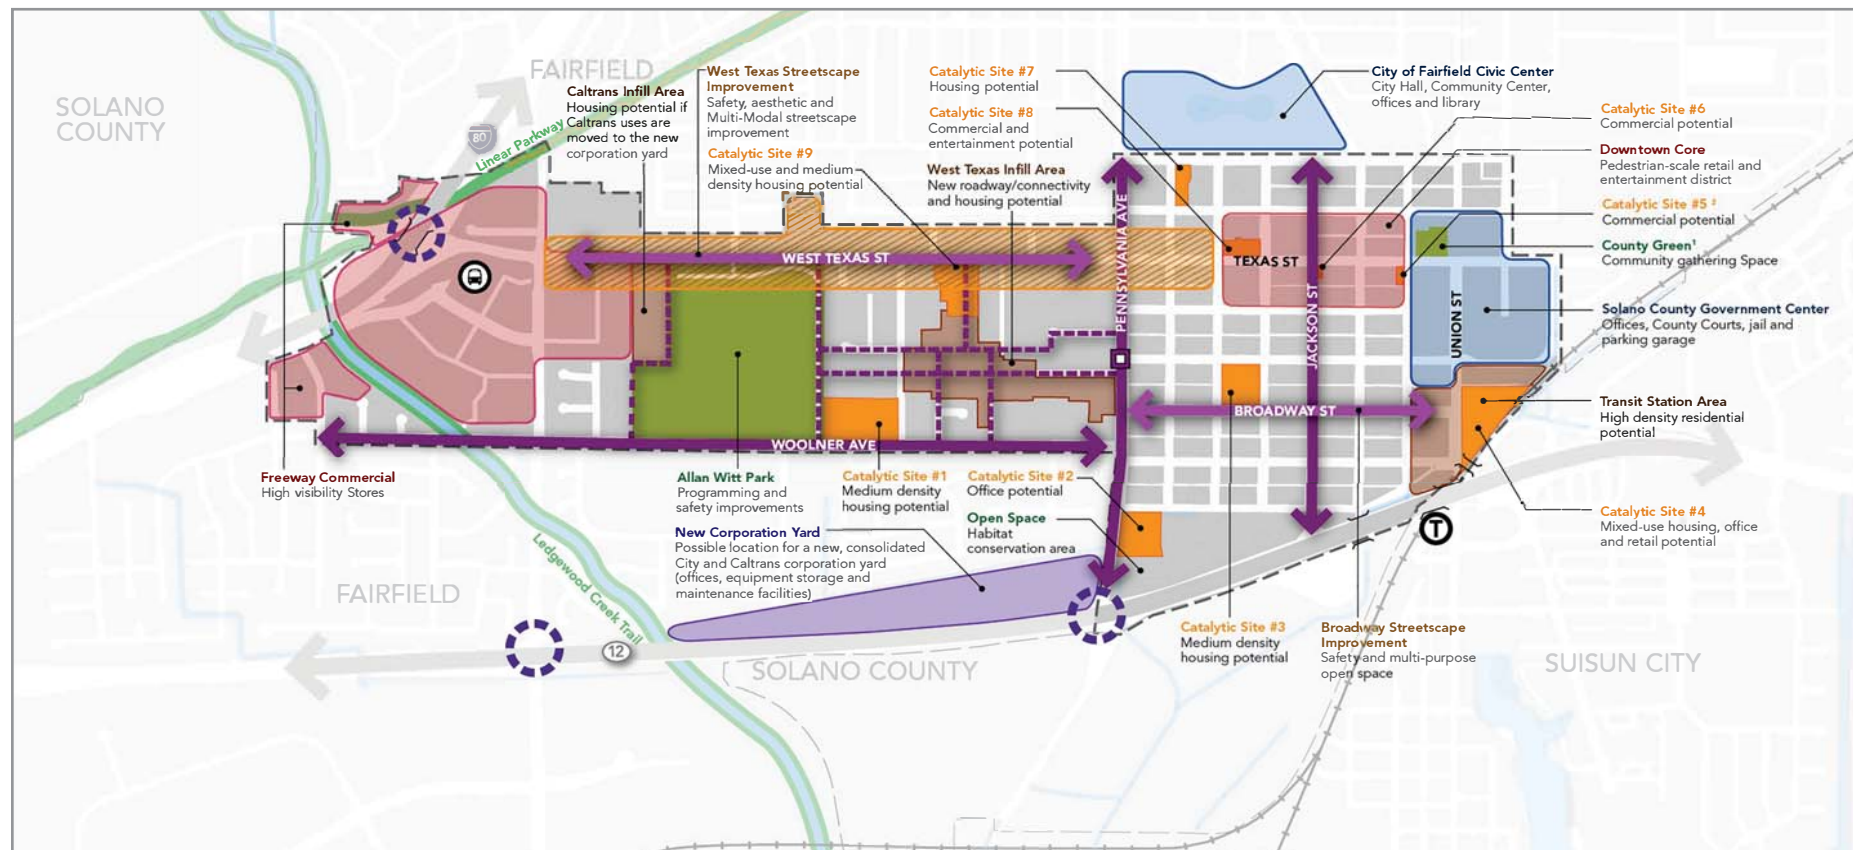 SOLANO
COUNTY
FAIRFIELD
80
Linear Parkway
Caltrans Infill Area
Housing potential if
Caltrans uses are
moved to the new
corporation yard
West Texas Streetscape
Improvement
Safety, aesthetic and
Multi-Modal streetscape
improvement
Catalytic Site #9
Mixed-use and medium
density housing potential
Catalytic Site #7
Housing potential
Catalytic Site #8
Commercial and
entertainment potential
West Texas Infill Area
New roadway/connectivity
and housing potential
City of Fairfield Civic Center
City Hall, Community Center,
offices and library
Catalytic Site #6
Commercial potential
Downtown Core
Pedestrian-scale retail and
entertainment district
Catalytic Site #5 ²
Commercial potential
County Green¹
Community gathering Space
Solano County Government Center
Offices, County Courts, jail and
parking garage
Transit Station Area
High density residential
potential
Catalytic Site #4
Mixed-use housing, office
and retail potential
WEST TEXAS ST
PENNSYLVANIA AVE
TEXAS ST
JACKSON ST
UNION ST
BROADWAY ST
WOOLNER AVE
T
Freeway Commercial
High visibility Stores
Allan Witt Park
Programming and
safety improvements
Catalytic Site #1
Medium density
housing potential
Catalytic Site #2
Office potential
Open Space
Habitat
conservation area
New Corporation Yard
Possible location for a new, consolidated
City and Caltrans corporation yard
(offices, equipment storage and
maintenance facilities)
Ledgewood Creek Trail
FAIRFIELD
12
SOLANO COUNTY
Catalytic Site #3
Medium density
housing potential
Broadway Streetscape
Improvement
Safety and multi-purpose
open space
SUISUN CITY